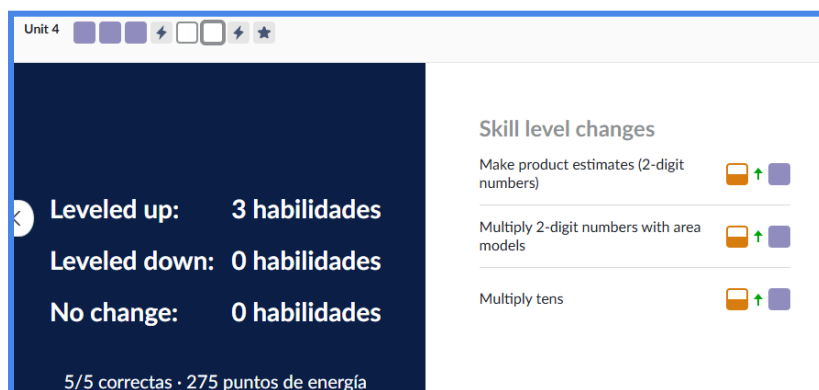 Unit 4
Leveled up: 3 habilidades
Leveled down: 0 habilidades
No change: 0 habilidades
5/5 correctas · 275 puntos de energía
Skill level changes
Make product estimates (2-digit
numbers)
Multiply 2-digit numbers with area
models
Multiply tens